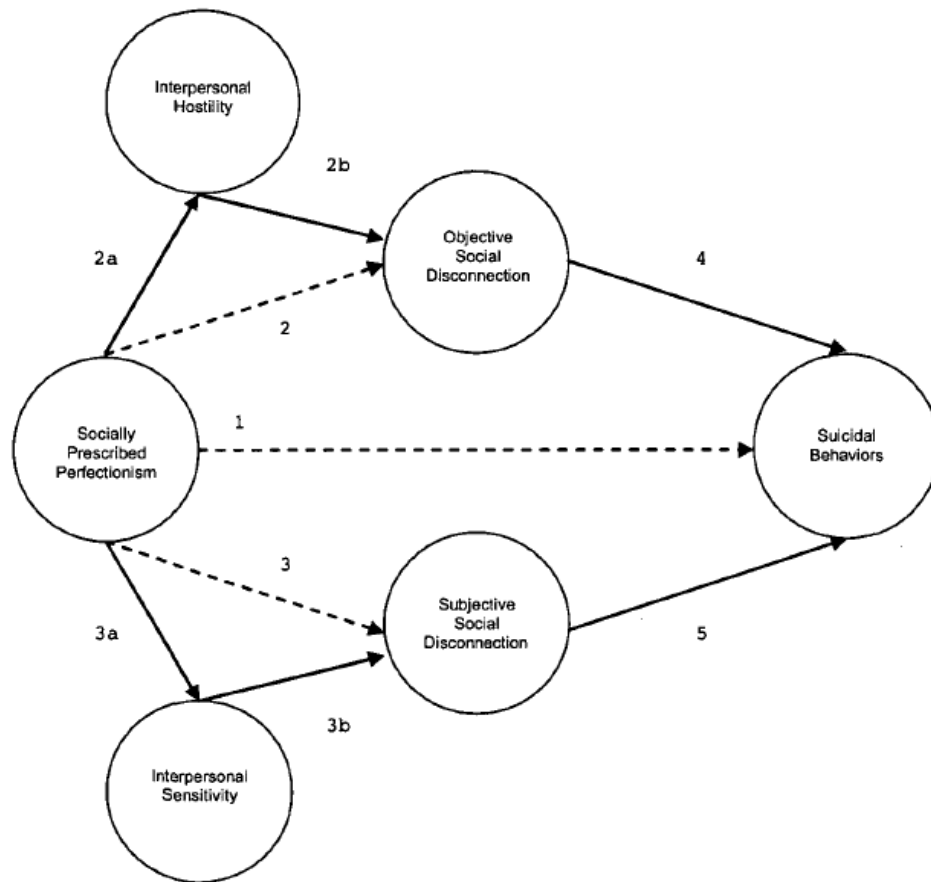 Interpersonal
Hostility
2b
Objective
Social
Disconnection
2a
4
2
1
Socially
Prescribed
Perfectionism
Suicidal
Behaviors
3
Subjective
Social
Disconnection
3a
5
3b
Interpersonal
Sensitivity